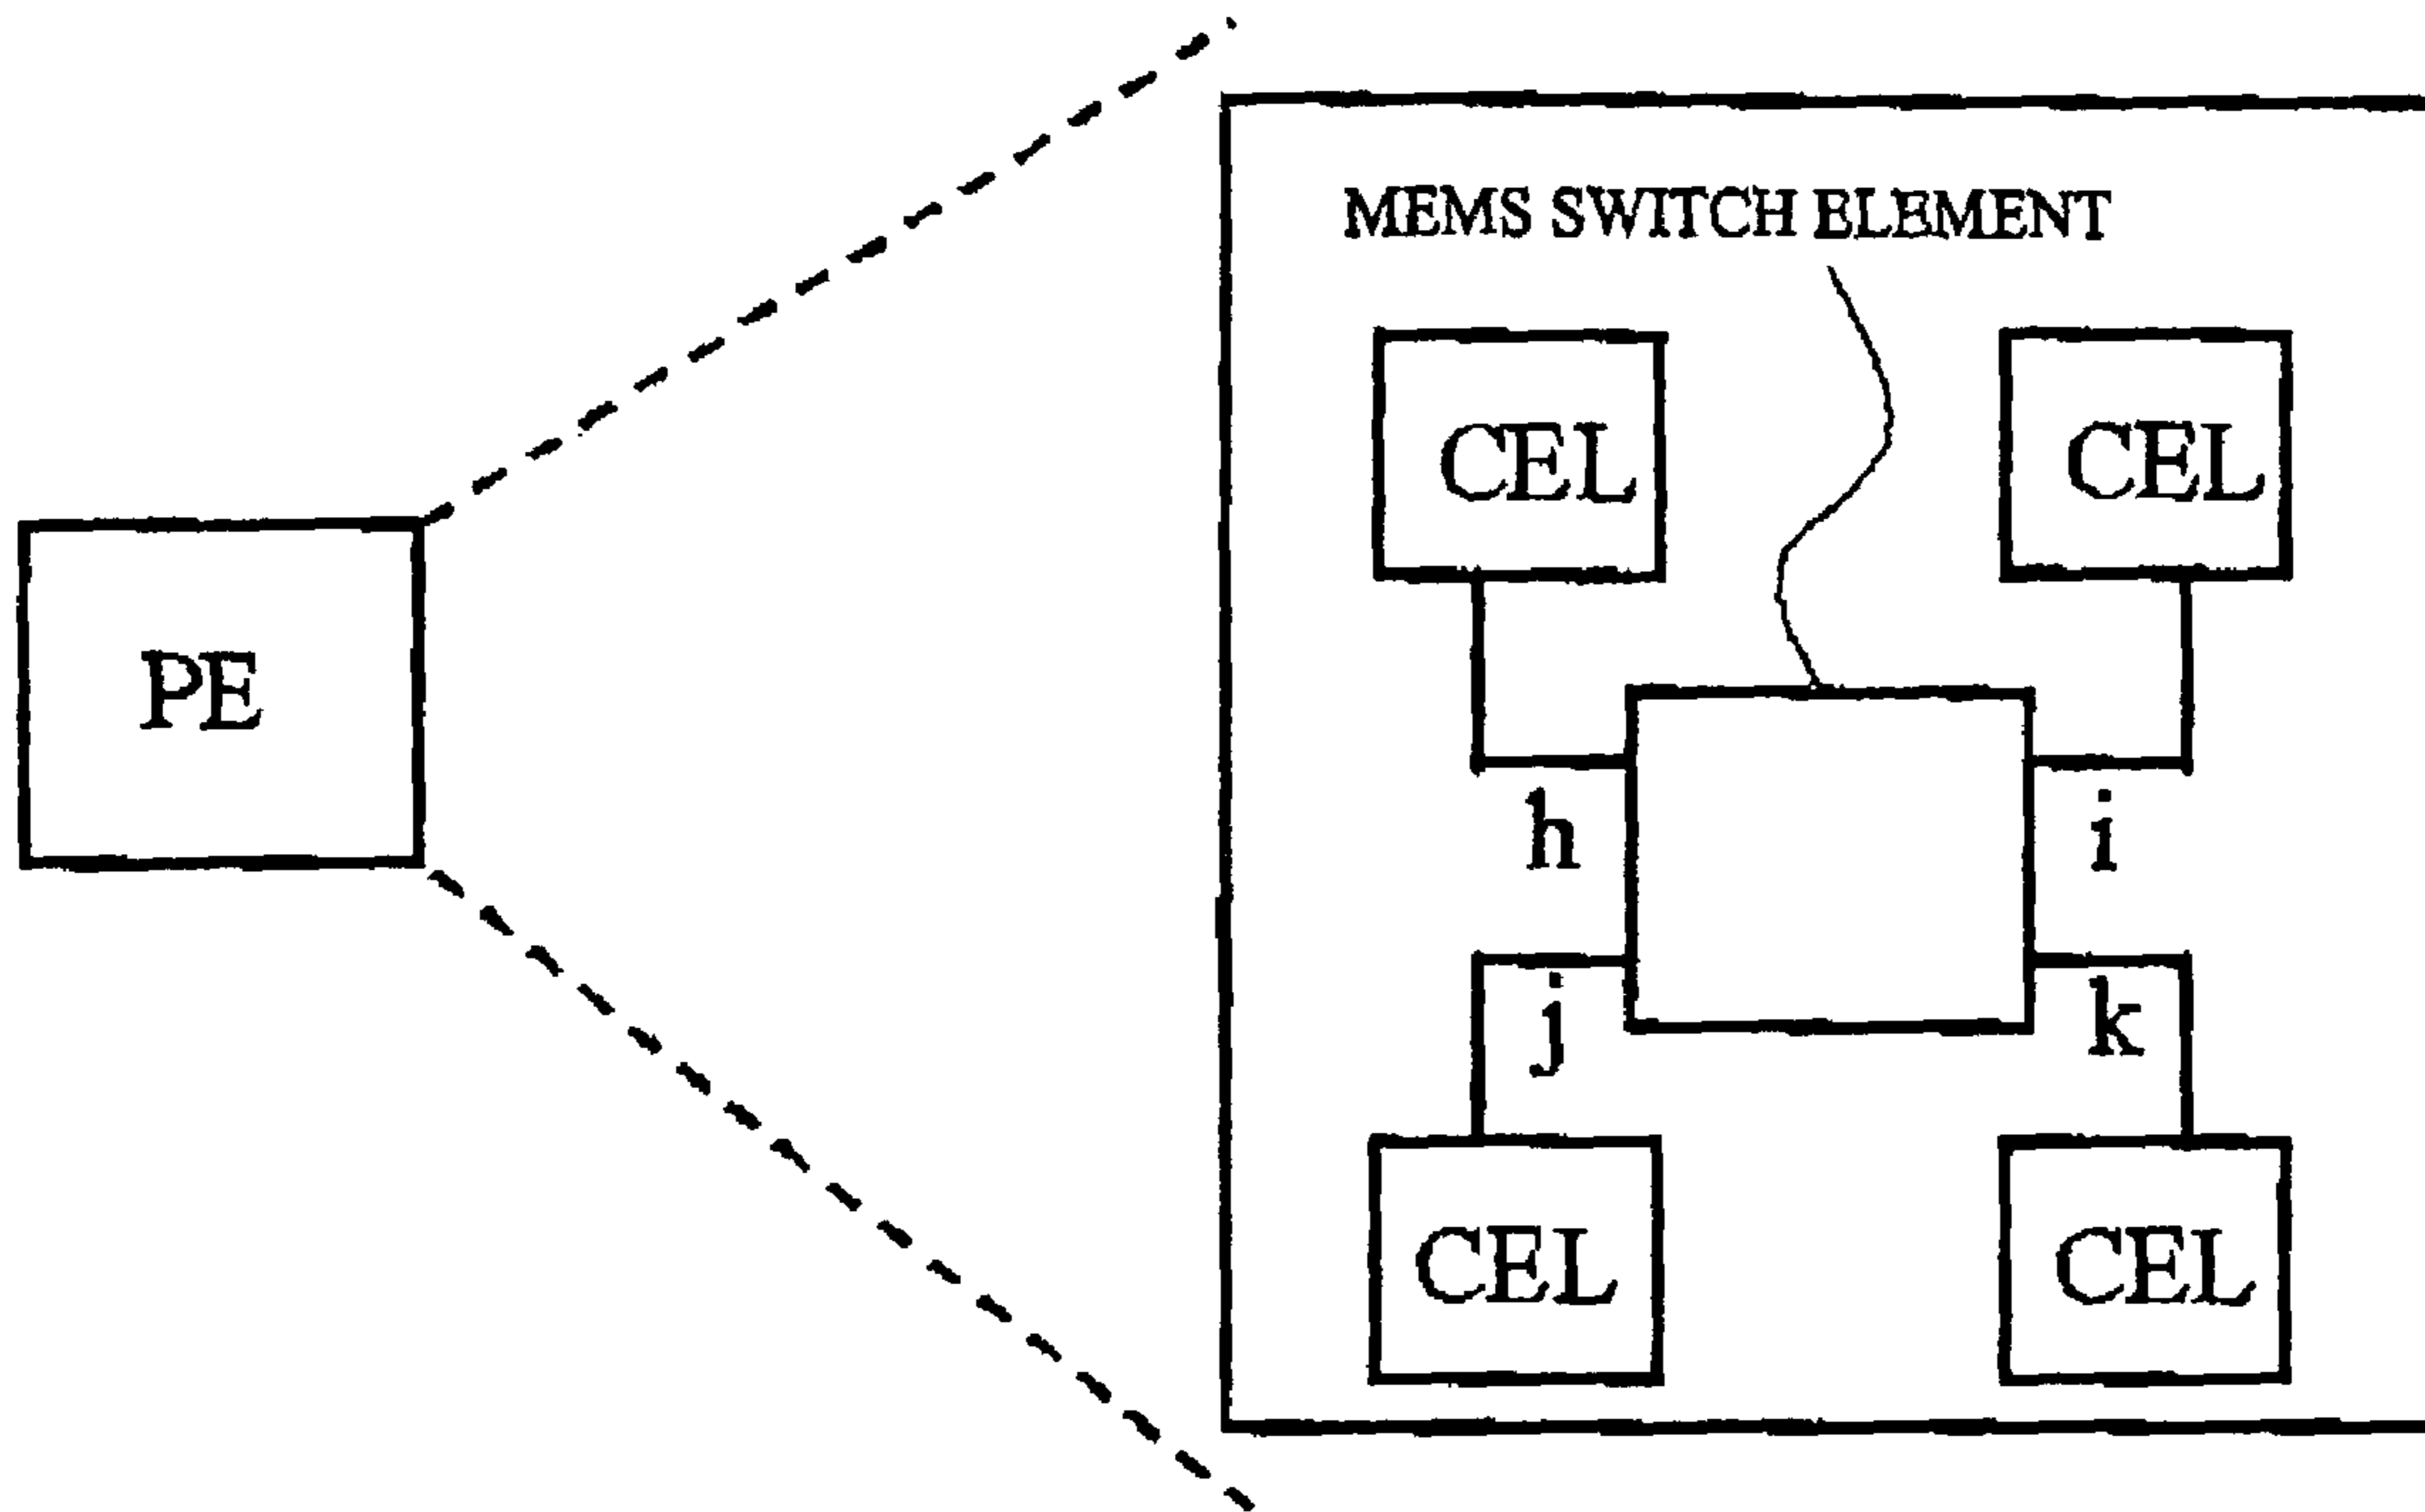 MEMS SWITCH ELEMENT
CEL CEL
PE
h i
j k
CEL CEL